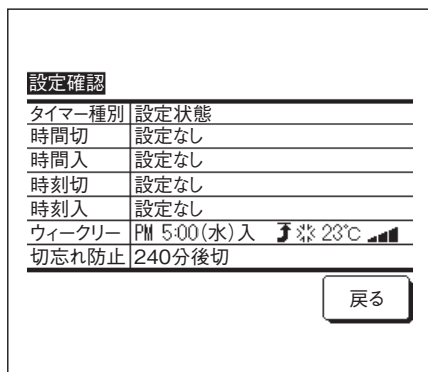 設定確認
タイマー種別 設定状態
時間切 設定なし
時間入 設定なし
時刻切 設定なし
時刻入 設定なし
ウィークリー PM 5:00(水)入 23℃
切忘れ防止 240分後切
戻る